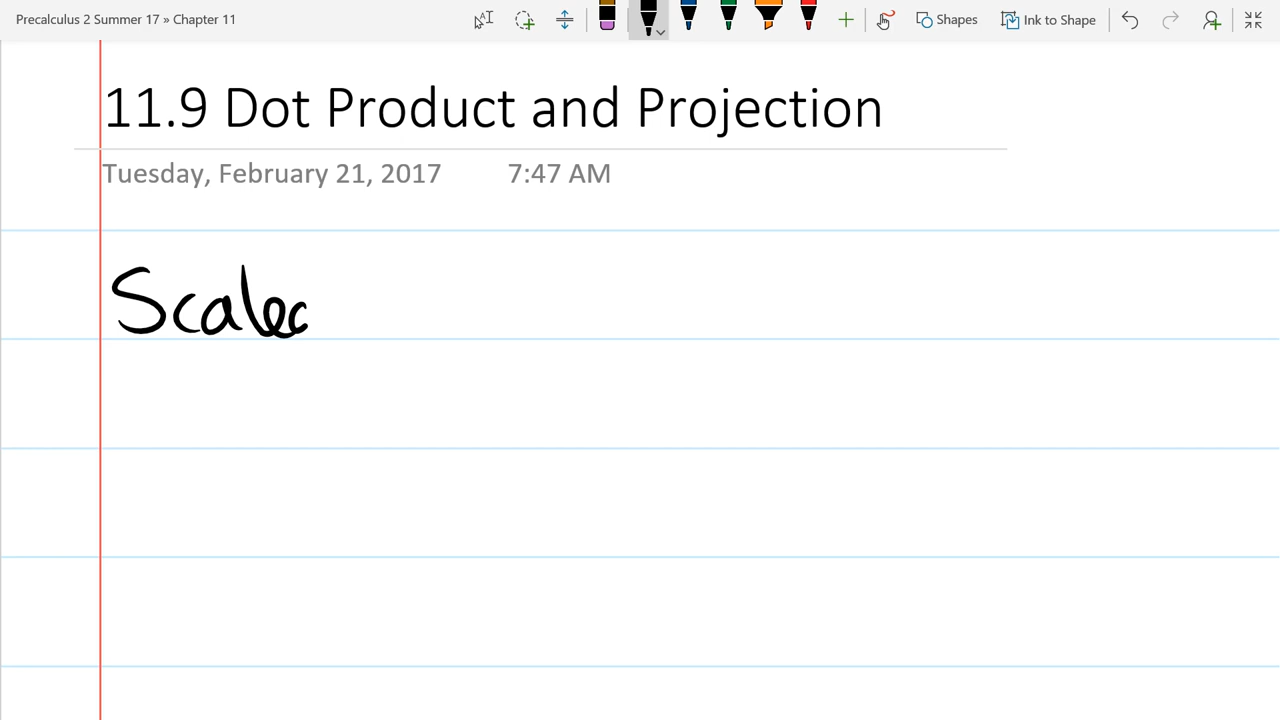 Precalculus 2 Summer 17 » Chapter 11
Shapes
Ink to Shape
11.9 Dot Product and Projection
Tuesday, February 21, 2017 7:47 AM